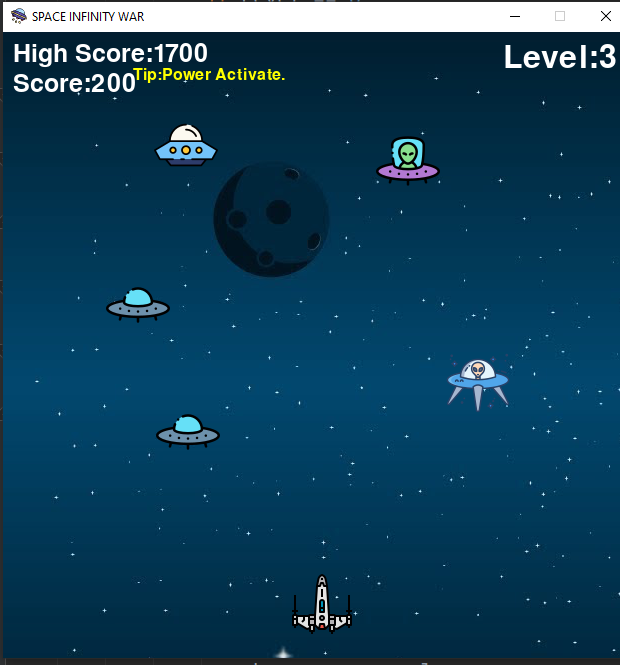 SPACE INFINITY WAR
High Score:1700
Level:3
Score:200
Tip:Power Activate.